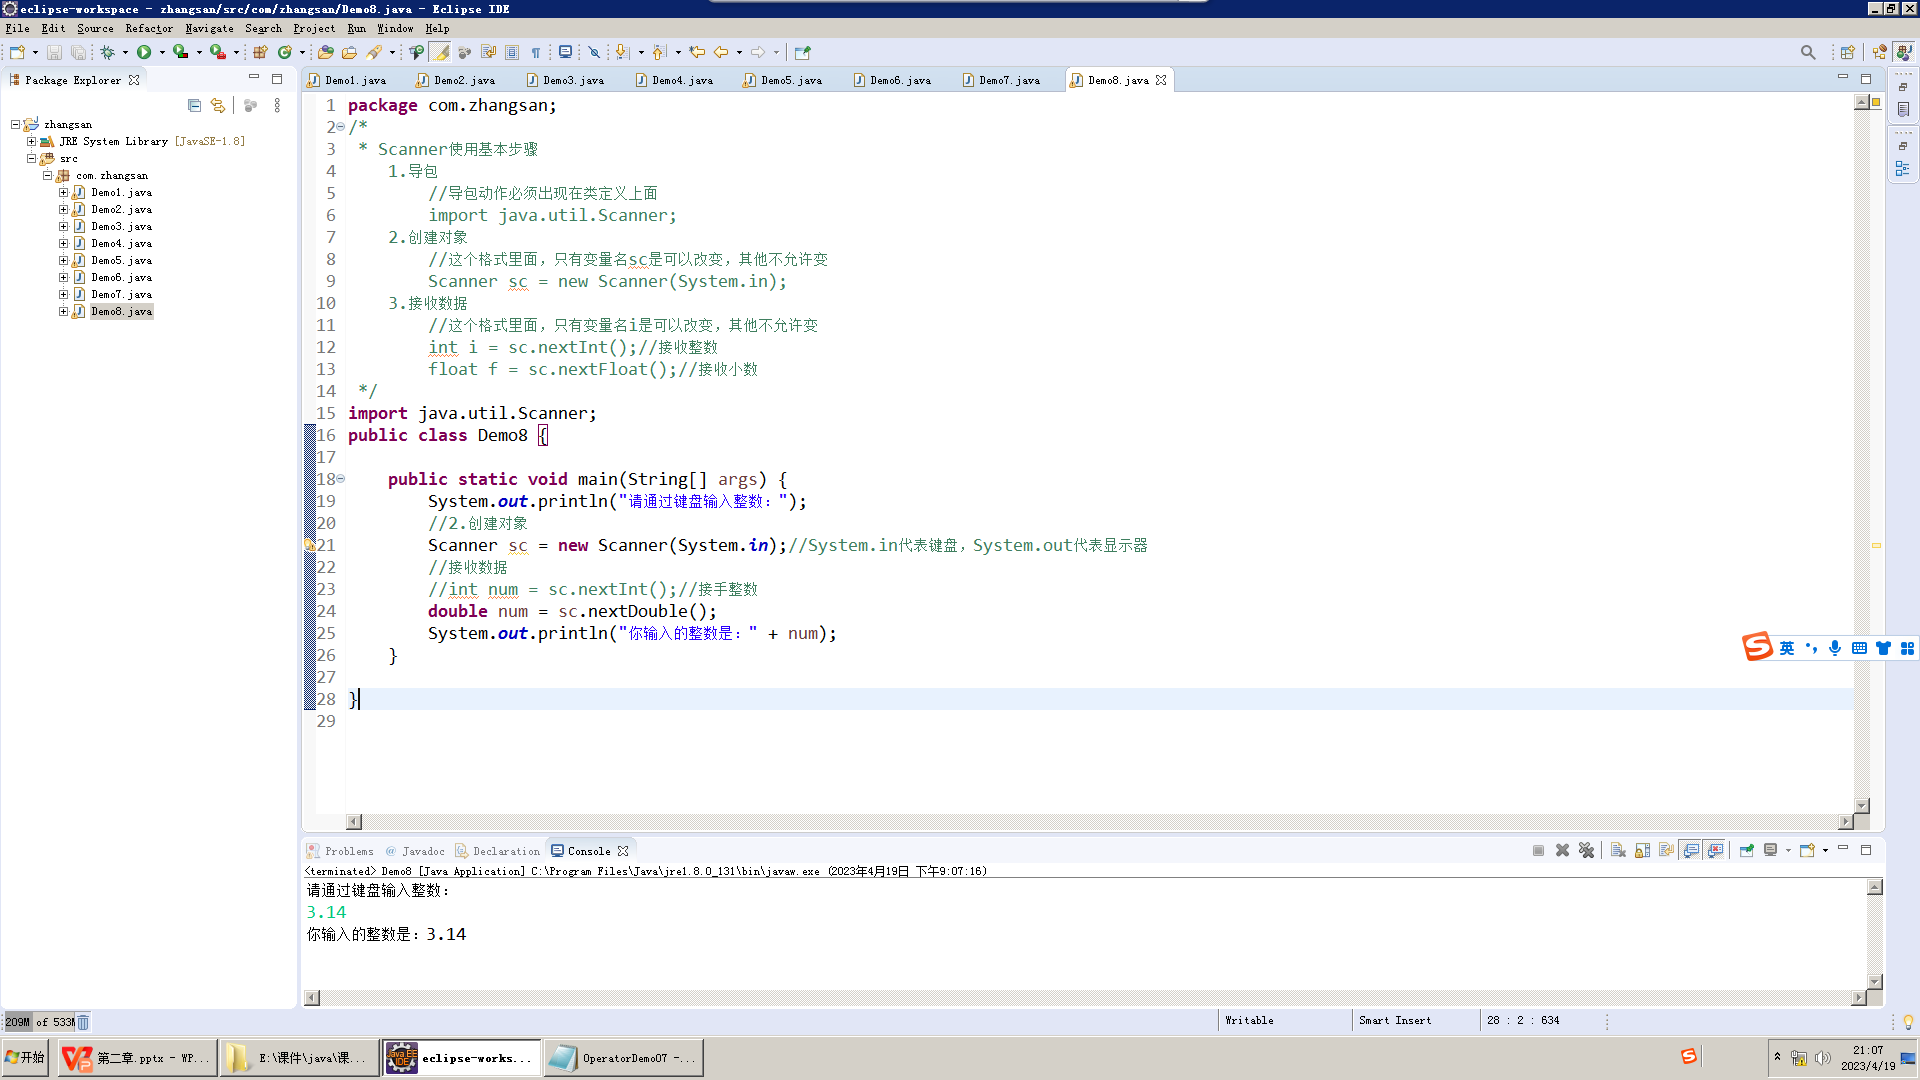 eclipse-workspace - zhangsan/src/com/zhangsan/Demo8.java - Eclipse IDE
File Edit Source Refactor Navigate Search Project Run Window Help
Package Explorer
Demo1.java Demo2.java Demo3.java Demo4.java Demo5.java Demo6.java Demo7.java Demo8.java
zhangsan
JRE System Library [JavaSE-1.8]
src
com.zhangsan
Demo1.java
Demo2.java
Demo3.java
Demo4.java
Demo5.java
Demo6.java
Demo7.java
Demo8.java
1 package com.zhangsan;
2 /*
3 * Scanner使用基本步骤
4 1.导包
5 //导包动作必须出现在类定义上面
6 import java.util.Scanner;
7 2.创建对象
8 //这个格式里面，只有变量名sc是可以改变，其他不允许变
9 Scanner sc = new Scanner(System.in);
10 3.接收数据
11 //这个格式里面，只有变量名i是可以改变，其他不允许变
12 int i = sc.nextInt();//接收整数
13 float f = sc.nextFloat();//接收小数
14 */
15 import java.util.Scanner;
16 public class Demo8 {
17
18 public static void main(String[] args) {
19 System.out.println("请通过键盘输入整数：");
20 //2.创建对象
21 Scanner sc = new Scanner(System.in);//System.in代表键盘，System.out代表显示器
22 //接收数据
23 //int num = sc.nextInt();//接手整数
24 double num = sc.nextDouble();
25 System.out.println("你输入的整数是：" + num);
26 }
27
28 }
29
英
Problems Javadoc Declaration Console
<terminated> Demo8 [Java Application] C:\Program Files\Java\jre1.8.0_131\bin\javaw.exe (2023年4月19日 下午9:07:16)
请通过键盘输入整数：
3.14
你输入的整数是：3.14
209M of 533M
Writable Smart Insert 28 : 2 : 634
开始 第二章.pptx - WP... E:\课件\java\课... eclipse-works... OperatorDemo07 -...
21:07
2023/4/19